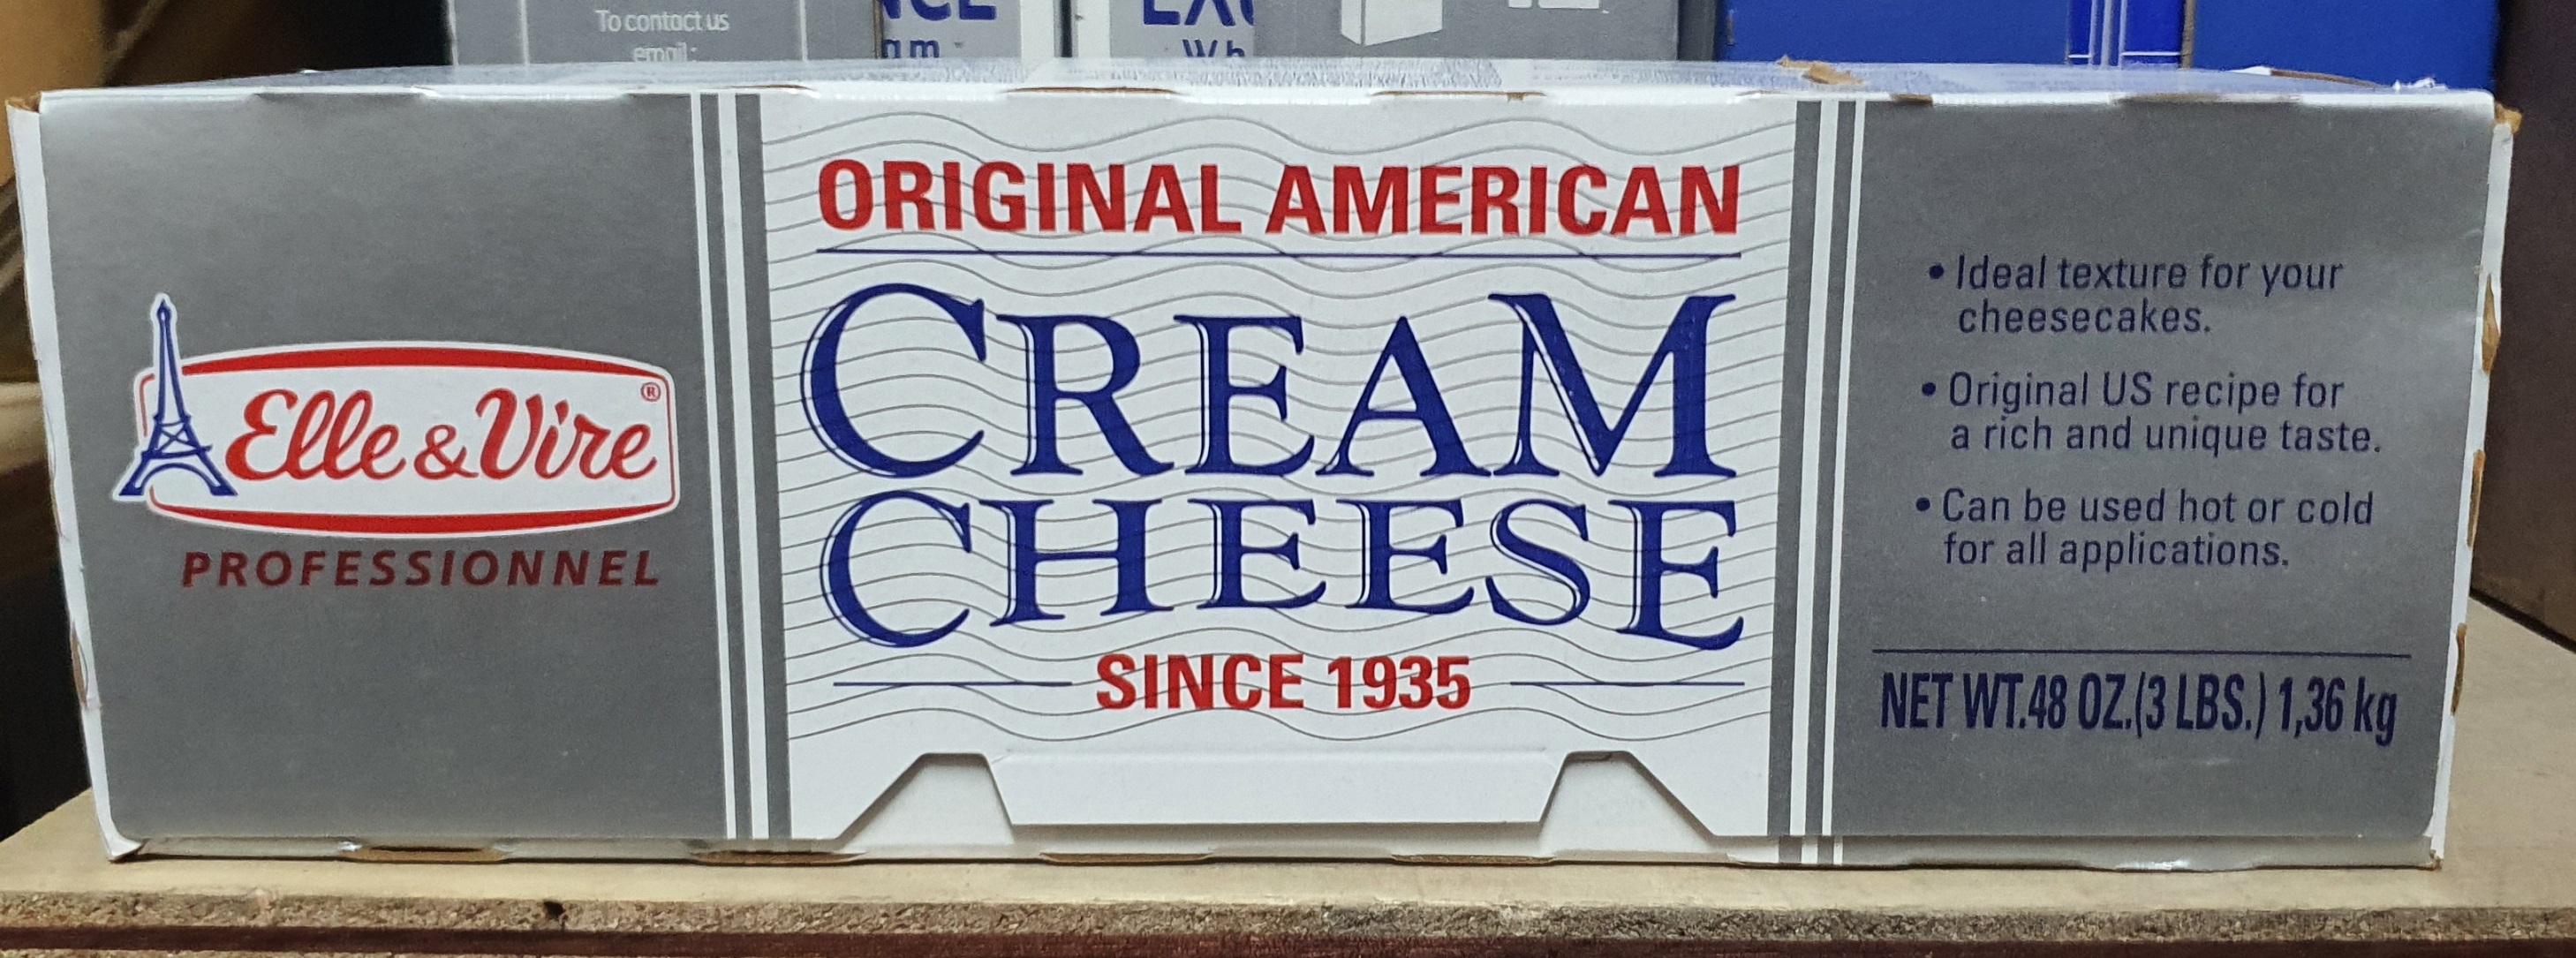 To contact us
email:
Elle & Vire®
PROFESSIONNEL
ORIGINAL AMERICAN
CREAM
CHEESE
SINCE 1935
• Ideal texture for your
cheesecakes.
• Original US recipe for
a rich and unique taste.
• Can be used hot or cold
for all applications.
NET WT.48 OZ.(3 LBS.) 1,36 kg